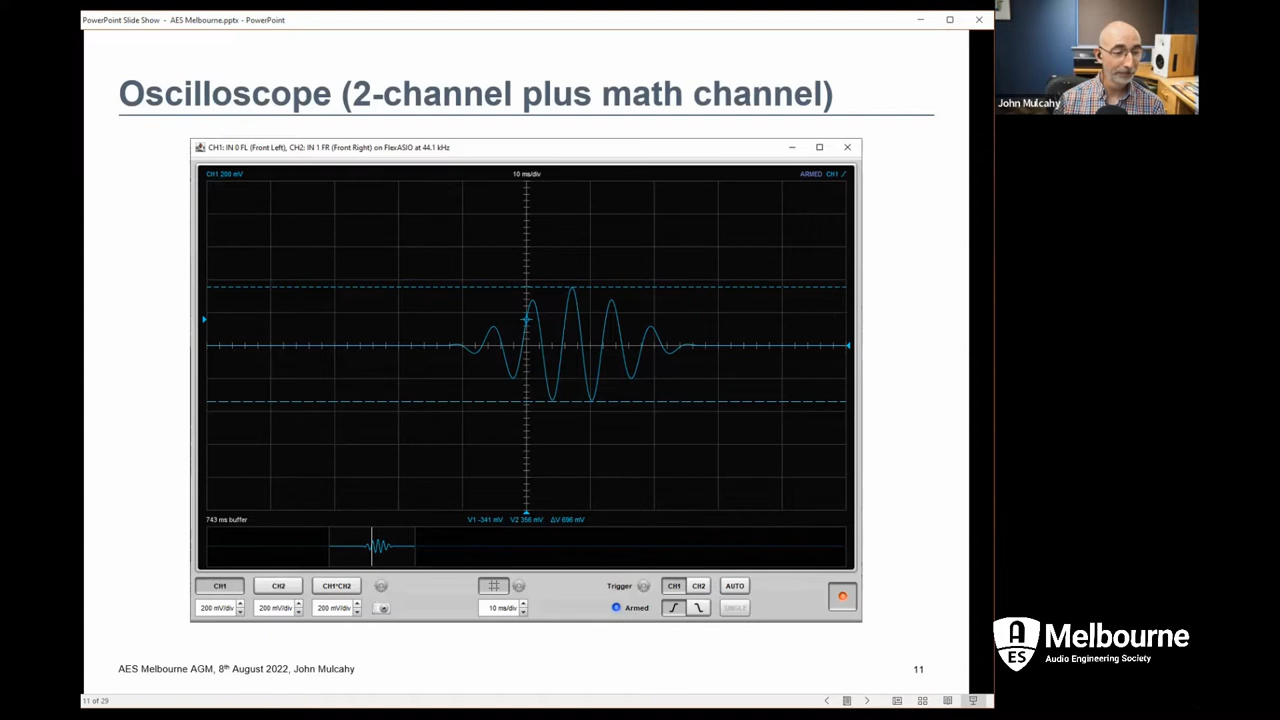 PowerPoint Slide Show - AES Melbourne.pptx - PowerPoint
John Mulcahy
Oscilloscope (2-channel plus math channel)
CH1: IN 0 FL (Front Left), CH2: IN 1 FR (Front Right) on FlexASIO at 44.1 kHz
CH1 200 mV
10 ms/div
ARMED CH1
743 ms buffer
V1 -341 mV V2 356 mV ΔV 696 mV
CH1
CH2
CH1*CH2
Trigger
CH1
CH2
AUTO
200 mV/div
200 mV/div
200 mV/div
10 ms/div
Armed
SINGLE
AES Melbourne AGM, 8th August 2022, John Mulcahy
11
11 of 29
A
ES
Melbourne
Audio Engineering Society